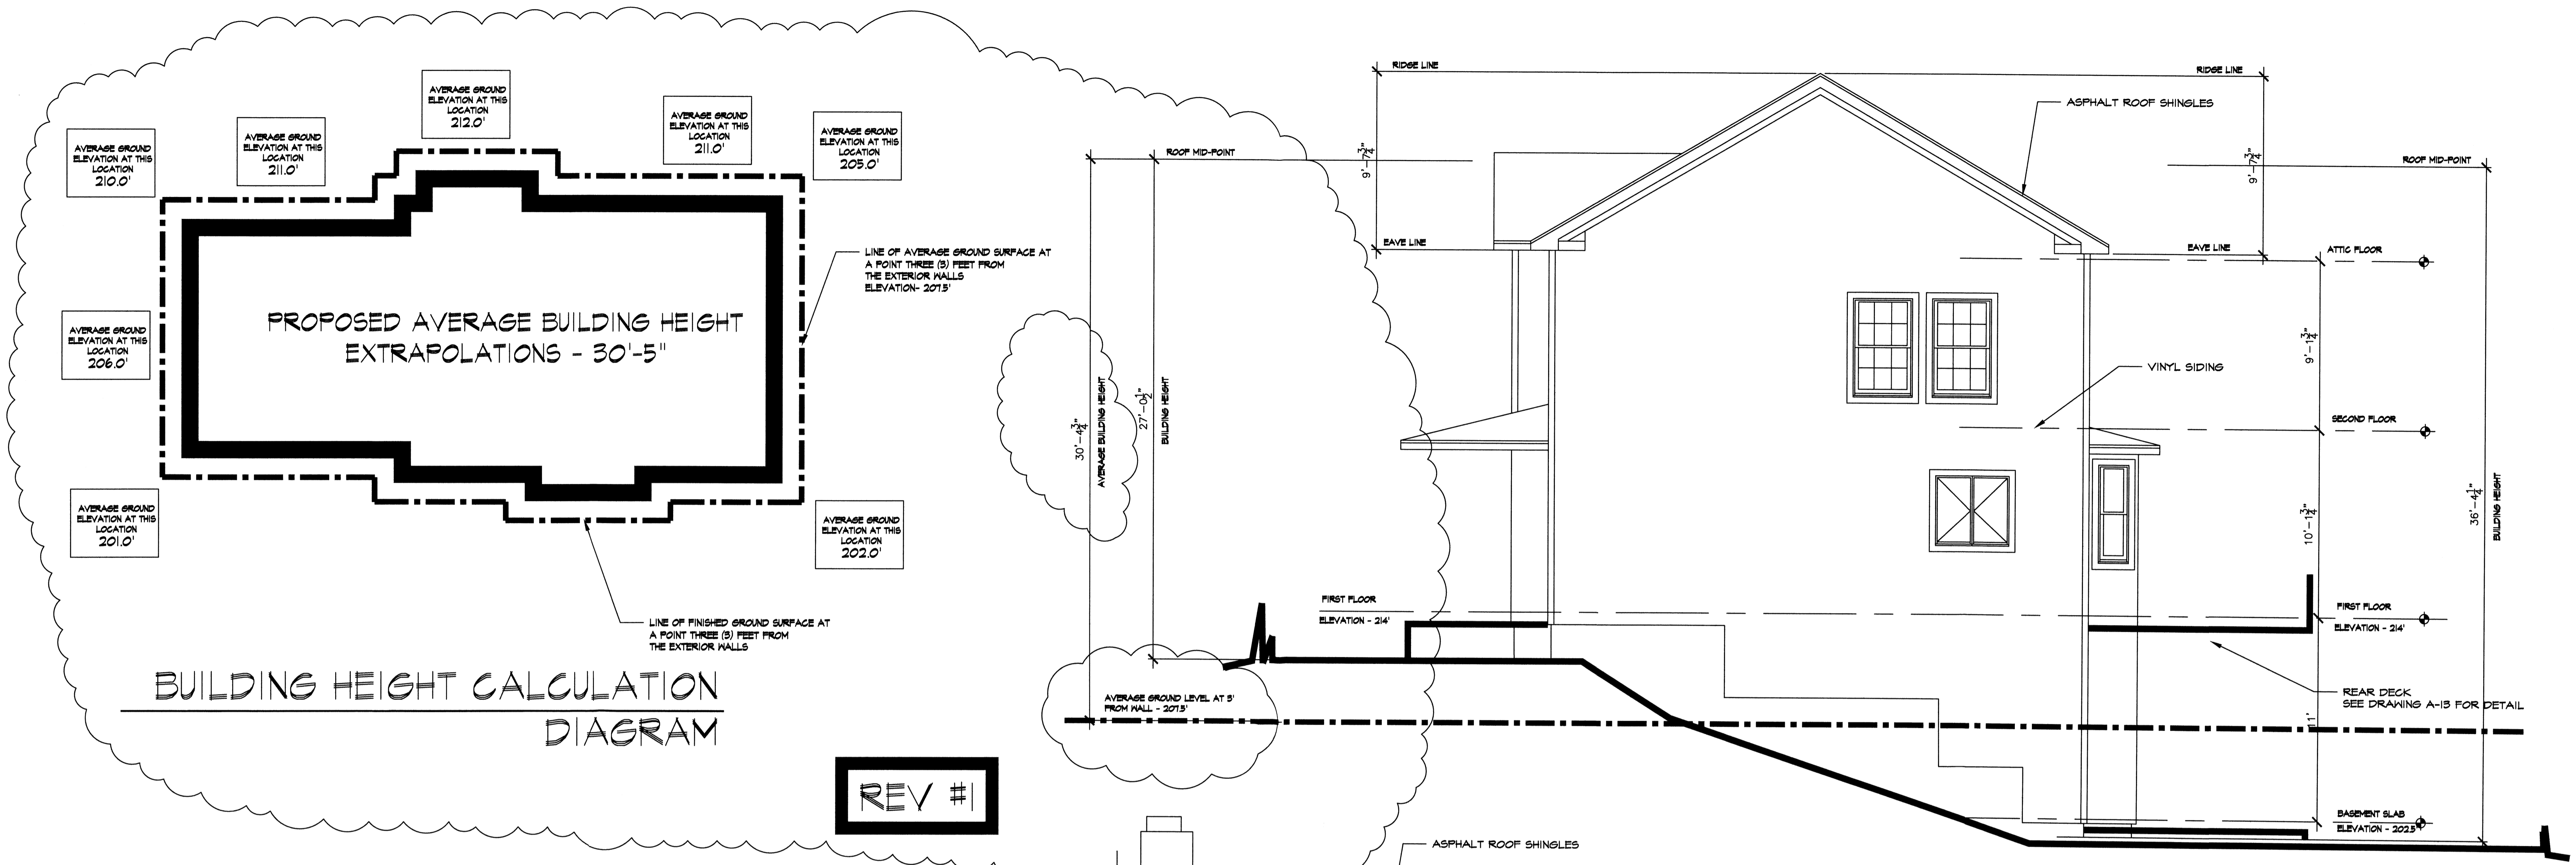 AVERAGE GROUND
ELEVATION AT THIS
LOCATION
212.0'
AVERAGE GROUND
ELEVATION AT THIS
LOCATION
211.0'
AVERAGE GROUND
ELEVATION AT THIS
LOCATION
211.0'
AVERAGE GROUND
ELEVATION AT THIS
LOCATION
205.0'
AVERAGE GROUND
ELEVATION AT THIS
LOCATION
210.0'
LINE OF AVERAGE GROUND SURFACE AT
A POINT THREE (3) FEET FROM
THE EXTERIOR WALLS
ELEVATION- 207.5'
PROPOSED AVERAGE BUILDING HEIGHT
EXTRAPOLATIONS - 30'-5"
AVERAGE GROUND
ELEVATION AT THIS
LOCATION
206.0'
AVERAGE GROUND
ELEVATION AT THIS
LOCATION
201.0'
AVERAGE GROUND
ELEVATION AT THIS
LOCATION
202.0'
LINE OF FINISHED GROUND SURFACE AT
A POINT THREE (3) FEET FROM
THE EXTERIOR WALLS
BUILDING HEIGHT CALCULATION
DIAGRAM
REV #1
RIDGE LINE
RIDGE LINE
ASPHALT ROOF SHINGLES
ROOF MID-POINT
ROOF MID-POINT
9'-7 3/4"
9'-7 3/4"
EAVE LINE
EAVE LINE
ATTIC FLOOR
9'-1 3/4"
VINYL SIDING
SECOND FLOOR
30'-4 3/4"
AVERAGE BUILDING HEIGHT
27'-0 1/2"
BUILDING HEIGHT
10'-1 3/4"
36'-4 1/4"
BUILDING HEIGHT
FIRST FLOOR
ELEVATION - 214'
FIRST FLOOR
ELEVATION - 214'
REAR DECK
SEE DRAWING A-13 FOR DETAIL
11'
AVERAGE GROUND LEVEL AT 3'
FROM WALL - 207.5'
BASEMENT SLAB
ELEVATION - 202.5
ASPHALT ROOF SHINGLES